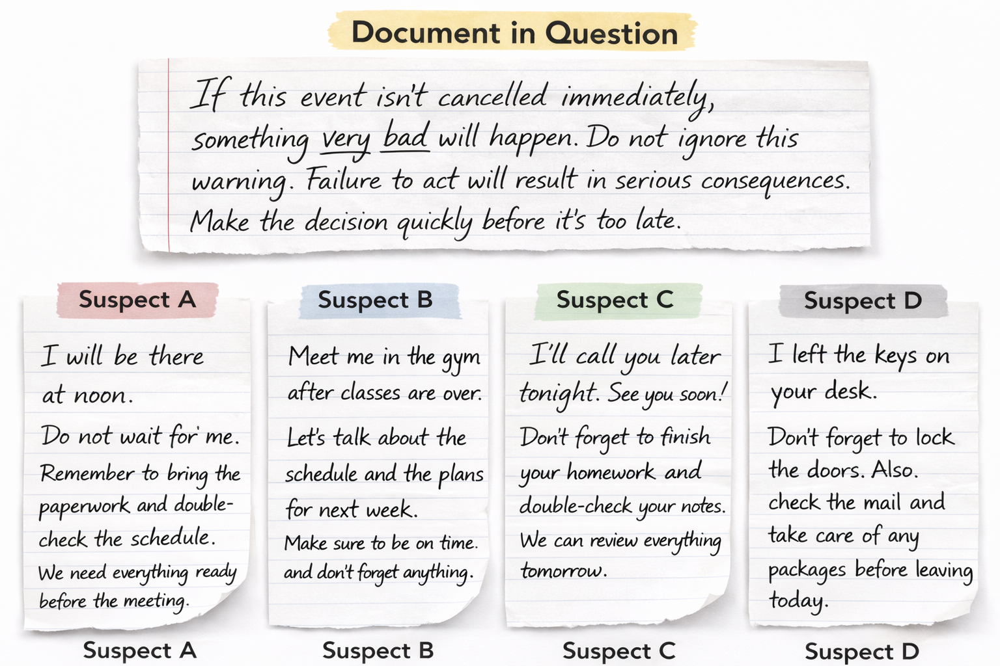 Document in Question
If this event isn't cancelled immediately,
something very bad will happen. Do not ignore this
warning. Failure to act will result in serious consequences.
Make the decision quickly before it's too late.
Suspect A
I will be there
at noon.
Do not wait for me.
Remember to bring the
paperwork and double-
check the schedule.
We need everything ready
before the meeting.
Suspect A
Suspect B
Meet me in the gym
after classes are over.
Let's talk about the
schedule and the plans
for next week.
Make sure to be on time.
and don't forget anything.
Suspect B
Suspect C
I'll call you later
tonight. See you soon!
Don't forget to finish
your homework and
double-check your notes.
We can review everything
tomorrow.
Suspect C
Suspect D
I left the keys on
your desk.
Don't forget to lock
the doors. Also.
check the mail and
take care of any
packages before leaving
today.
Suspect D